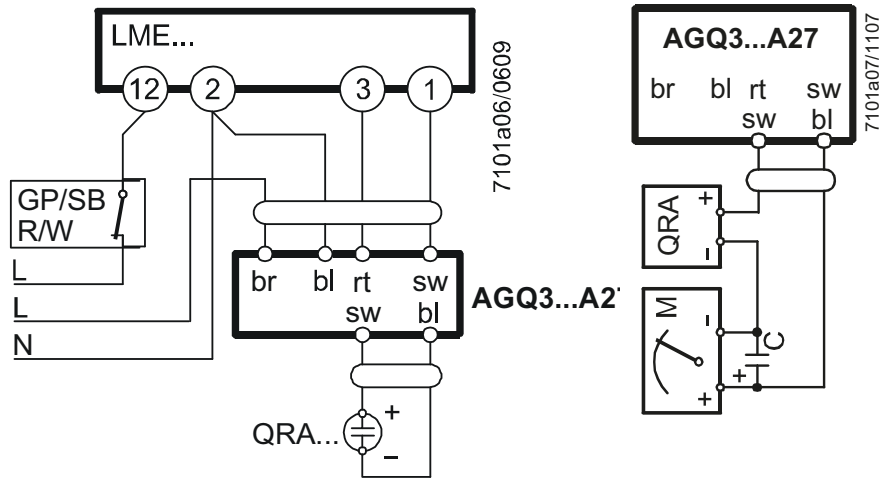 LME...
12 2 3 1
7101a06/0609
GP/SB
R/W
L
L
N
br bl rt sw
sw bl
AGQ3...A2
QRA...
+
–
AGQ3...A27
br bl rt sw
sw bl
7101a07/1107
QRA
+
-
M
-
+
C
+